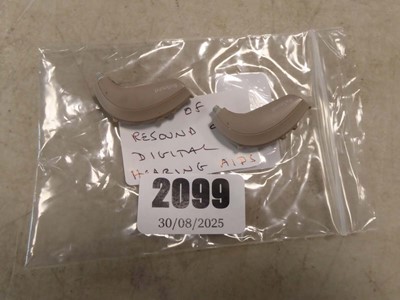 OF
RESOUND
DIGITAL
HEARING AIDS
2099
30/08/2025